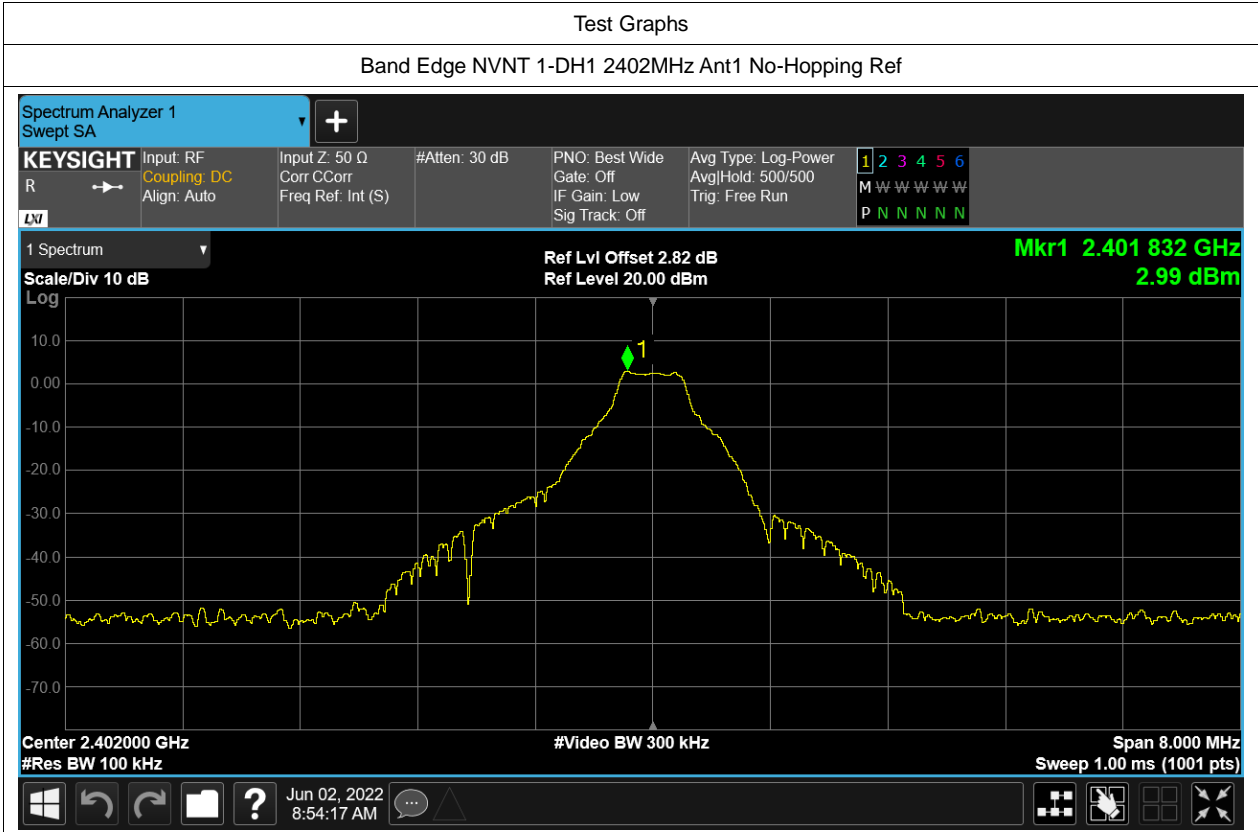 Test Graphs
Band Edge NVNT 1-DH1 2402MHz Ant1 No-Hopping Ref
Spectrum Analyzer 1
Swept SA
KEYSIGHT
R
LXI
Input: RF
Coupling: DC
Align: Auto
Input Z: 50 Ω
Corr CCorr
Freq Ref: Int (S)
#Atten: 30 dB
PNO: Best Wide
Gate: Off
IF Gain: Low
Sig Track: Off
Avg Type: Log-Power
Avg|Hold: 500/500
Trig: Free Run
1 2 3 4 5 6
M W W W W W
P N N N N N
1 Spectrum
Scale/Div 10 dB
Log
Ref Lvl Offset 2.82 dB
Ref Level 20.00 dBm
Mkr1 2.401 832 GHz
2.99 dBm
1
10.0
0.00
-10.0
-20.0
-30.0
-40.0
-50.0
-60.0
-70.0
Center 2.402000 GHz
#Res BW 100 kHz
#Video BW 300 kHz
Span 8.000 MHz
Sweep 1.00 ms (1001 pts)
?
Jun 02, 2022
8:54:17 AM